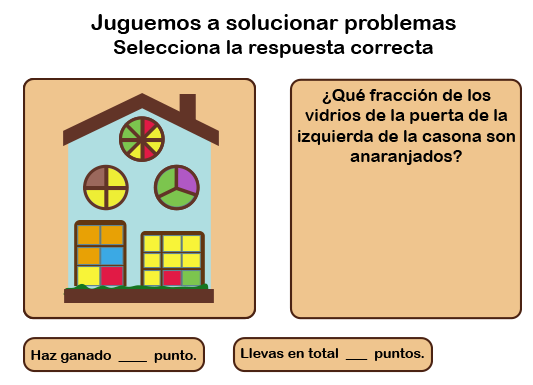 Juguemos a solucionar problemas
Selecciona la respuesta correcta
¿Qué fracción de los
vidrios de la puerta de la
izquierda de la casona son
anaranjados?
Haz ganado ____ punto.
Llevas en total ___ puntos.